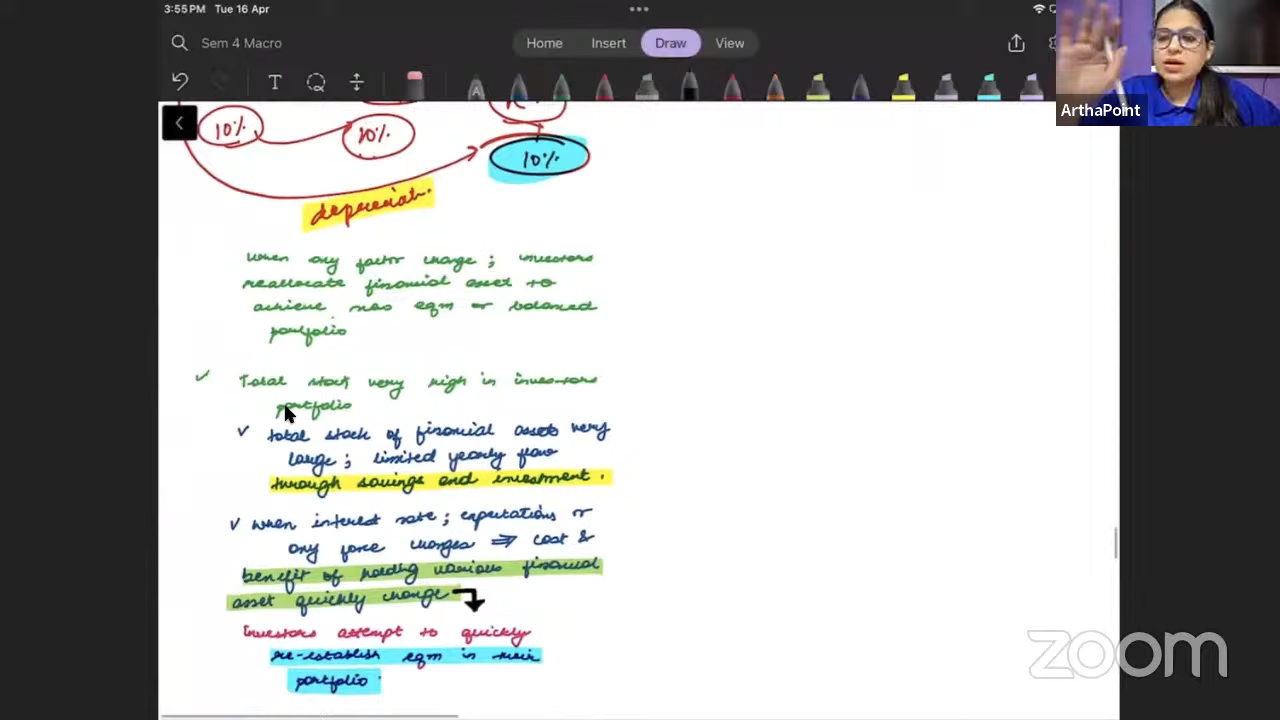 3:55 PM Tue 16 Apr
Sem 4 Macro
Home Insert Draw View
ArthaPoint
10% 10%
10%
depreciatn.
When any factor change ; investors
reallocate financial asset to
achieve new eqm or balanced
portfolio
✓ Total stock very high in investors
portfolio
✓ total stock of financial assets very
large ; limited yearly flow
through savings and investment.
✓ When interest rate ; expectations or
any force changes ⇒ cost &
benefit of holding various financial
asset quickly change
Investors attempt to quickly
re-establish eqm in their
portfolio.
zoom